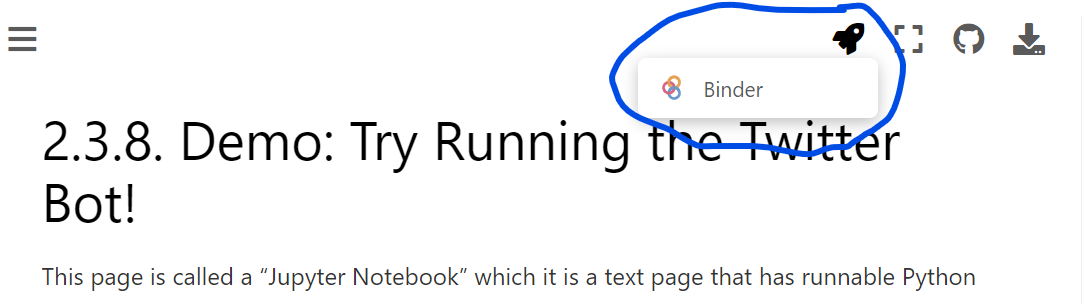 Binder
2.3.8. Demo: Try Running the Twitter
Bot!
This page is called a “Jupyter Notebook” which it is a text page that has runnable Python